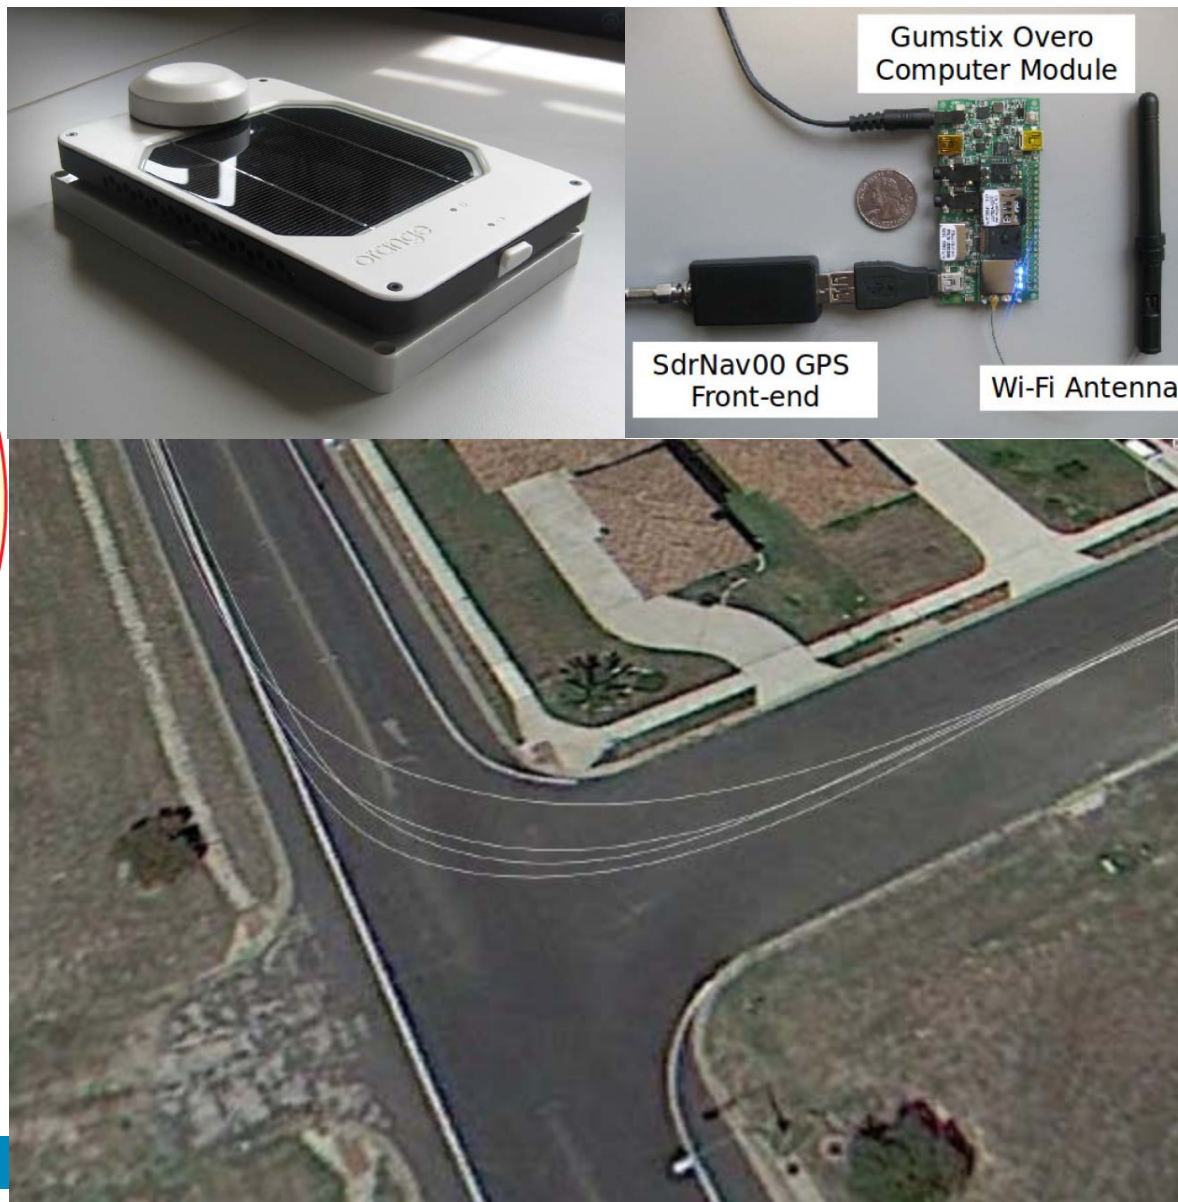 orange
Gumstix Overo
Computer Module
SdrNav00 GPS
Front-end
Wi-Fi Antenna